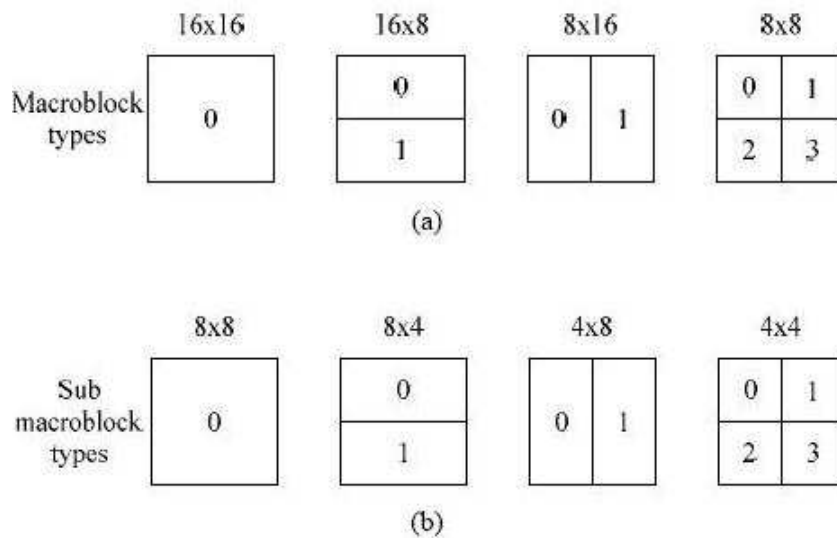 16x16 16x8 8x16 8x8
Macroblock
types
0
0
1
0 1
0 1
2 3
(a)
8x8 8x4 4x8 4x4
Sub
macroblock
types
0
0
1
0 1
0 1
2 3
(b)